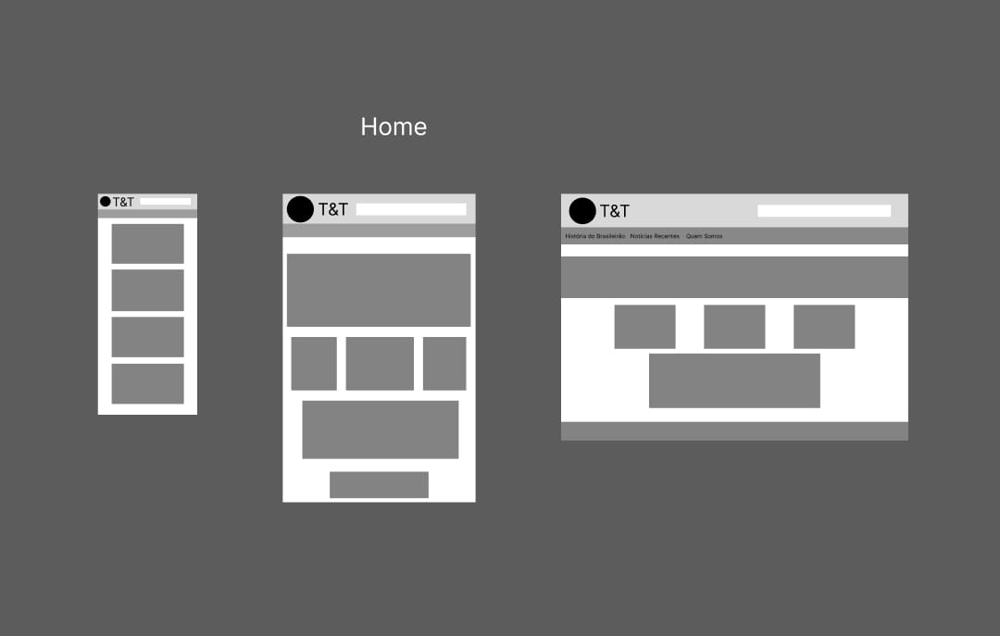 Home
T&T
T&T
T&T
História do Brasileirão Notícias Recentes Quem Somos